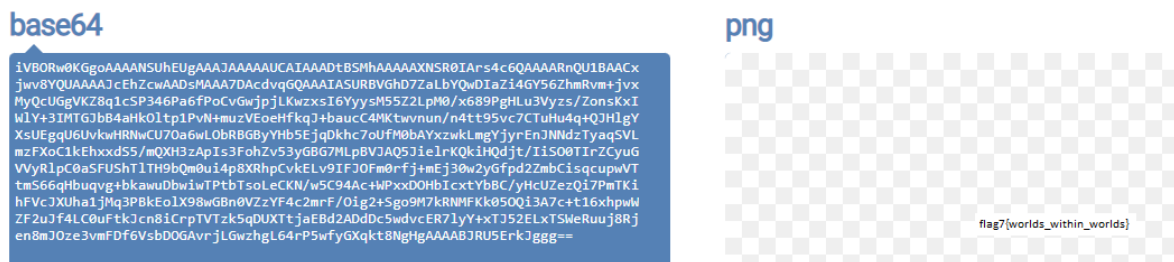 base64
png
iVBORw0KGgoAAAANSUhEUgAAAJAAAAAUCAIAAADtBSMhAAAAAXNSR0IArs4c6QAAAARnQU1BAACx
jwv8YQUAAAAJcEhZcwAADsMAAA7DAcdvqGQAAAIASURBVGhD7ZaLbYQwDIaZi4GY56ZhmRvm+jvx
MyQcUGgVKZ8q1cSP346Pa6fPoCvGwjpjLKwzxsI6YyysM55Z2LpM0/x689PgHLu3Vyzs/ZonsKxI
WlY+3IMTGJbB4aHkOltp1PvN+muzVEoeHfkqJ+baucC4MKtwvnun/n4tt95vc7CTuHu4q+QJHlgY
XsUEgqU6UvkwHRNwCU7Oa6wLObRBGByYHb5EjqDkhc7oUfM0bAYxzwkLmgYjyrEnJNNdzTyaqSVL
mzFXoC1kEhxxdS5/mQXH3zApIs3FohZv53yGBG7MLpBVJAQ5JielrKQkiHQdjt/IiSO0TIrZCyuG
VVyRlpC0aSFUShTlTH9bQm0ui4p8XRhpCvkELv9IFJOFm0rfj+mEj30w2yGfpd2ZmbCisqcupwVT
tmS66qHbuqvg+bkawuDbwiwTPtbTsoLeCKN/w5C94Ac+WPxxDOHbIcxtYbBC/yHcUZezQi7PmTKi
hFVcJXUha1jMq3PBkEolX98wGBn0VZzYF4c2mrF/Oig2+Sgo9M7kRNMFKk05OQi3A7c+t16xhpwW
ZF2uJf4LC0uFtkJcn8iCrpTVTzk5qDUXTtjaEBd2ADdDc5wdvcER7lyY+xTJ52ELxTSWeRuuj8Rj
en8mJOze3vmFDf6VsbDOGAvrjLGwzhgL64rP5wfyGXqkt8NgHgAAAABJRU5ErkJggg==
flag7{worlds_within_worlds}